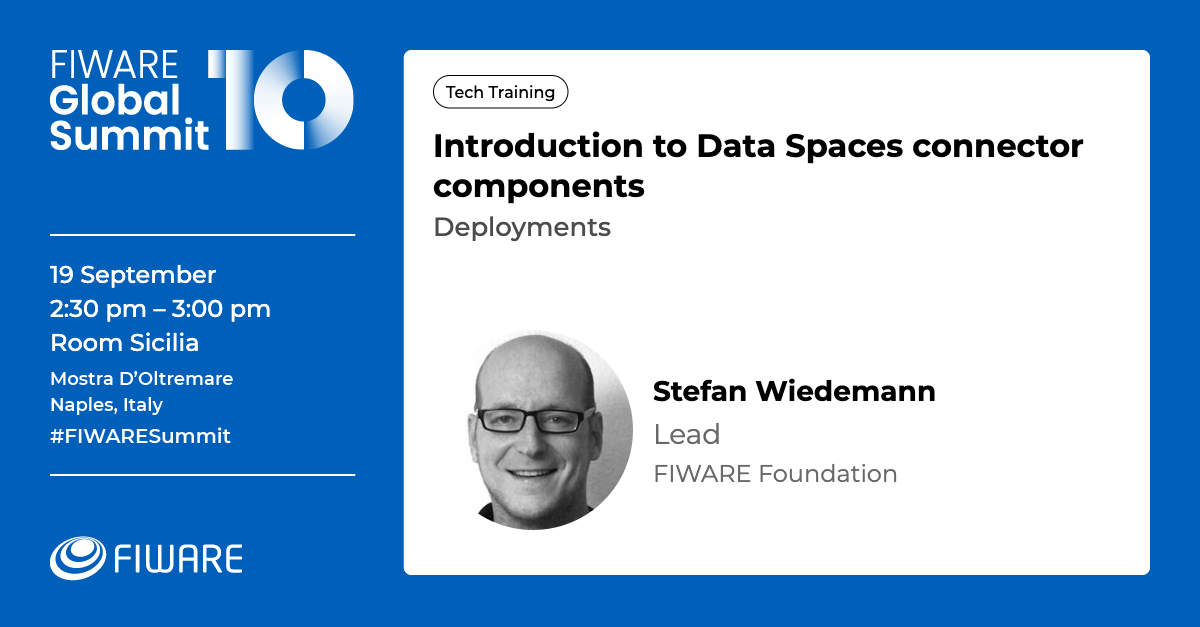 FIWARE
Global
Summit
10
19 September
2:30 pm – 3:00 pm
Room Sicilia
Mostra D’Oltremare
Naples, Italy
#FIWARESummit
FIWARE
Tech Training
Introduction to Data Spaces connector
components
Deployments
Stefan Wiedemann
Lead
FIWARE Foundation